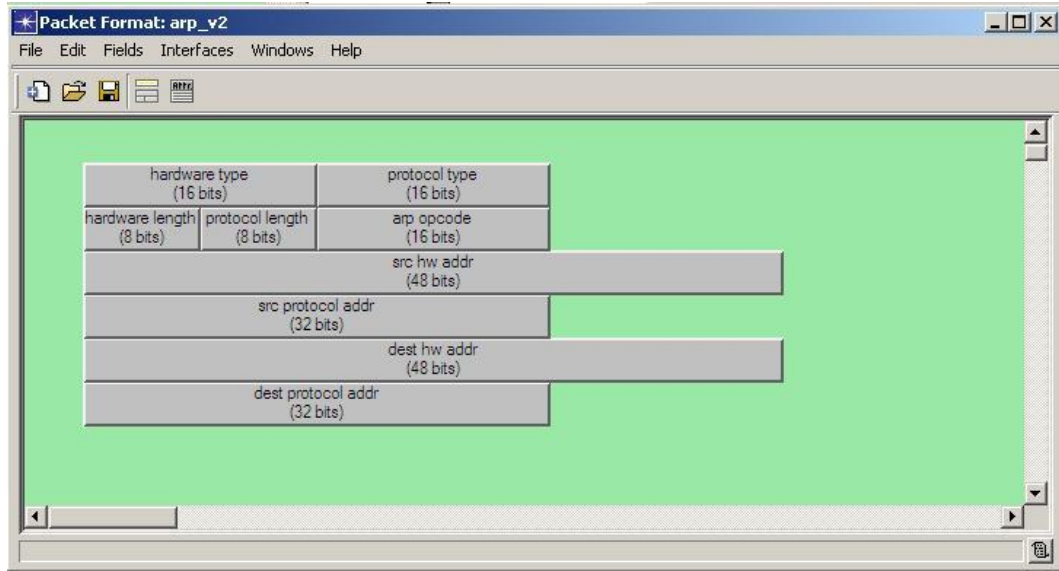 Packet Format: arp_v2
File Edit Fields Interfaces Windows Help
Attr.
hardware type
(16 bits)
protocol type
(16 bits)
hardware length
(8 bits)
protocol length
(8 bits)
arp opcode
(16 bits)
src hw addr
(48 bits)
src protocol addr
(32 bits)
dest hw addr
(48 bits)
dest protocol addr
(32 bits)